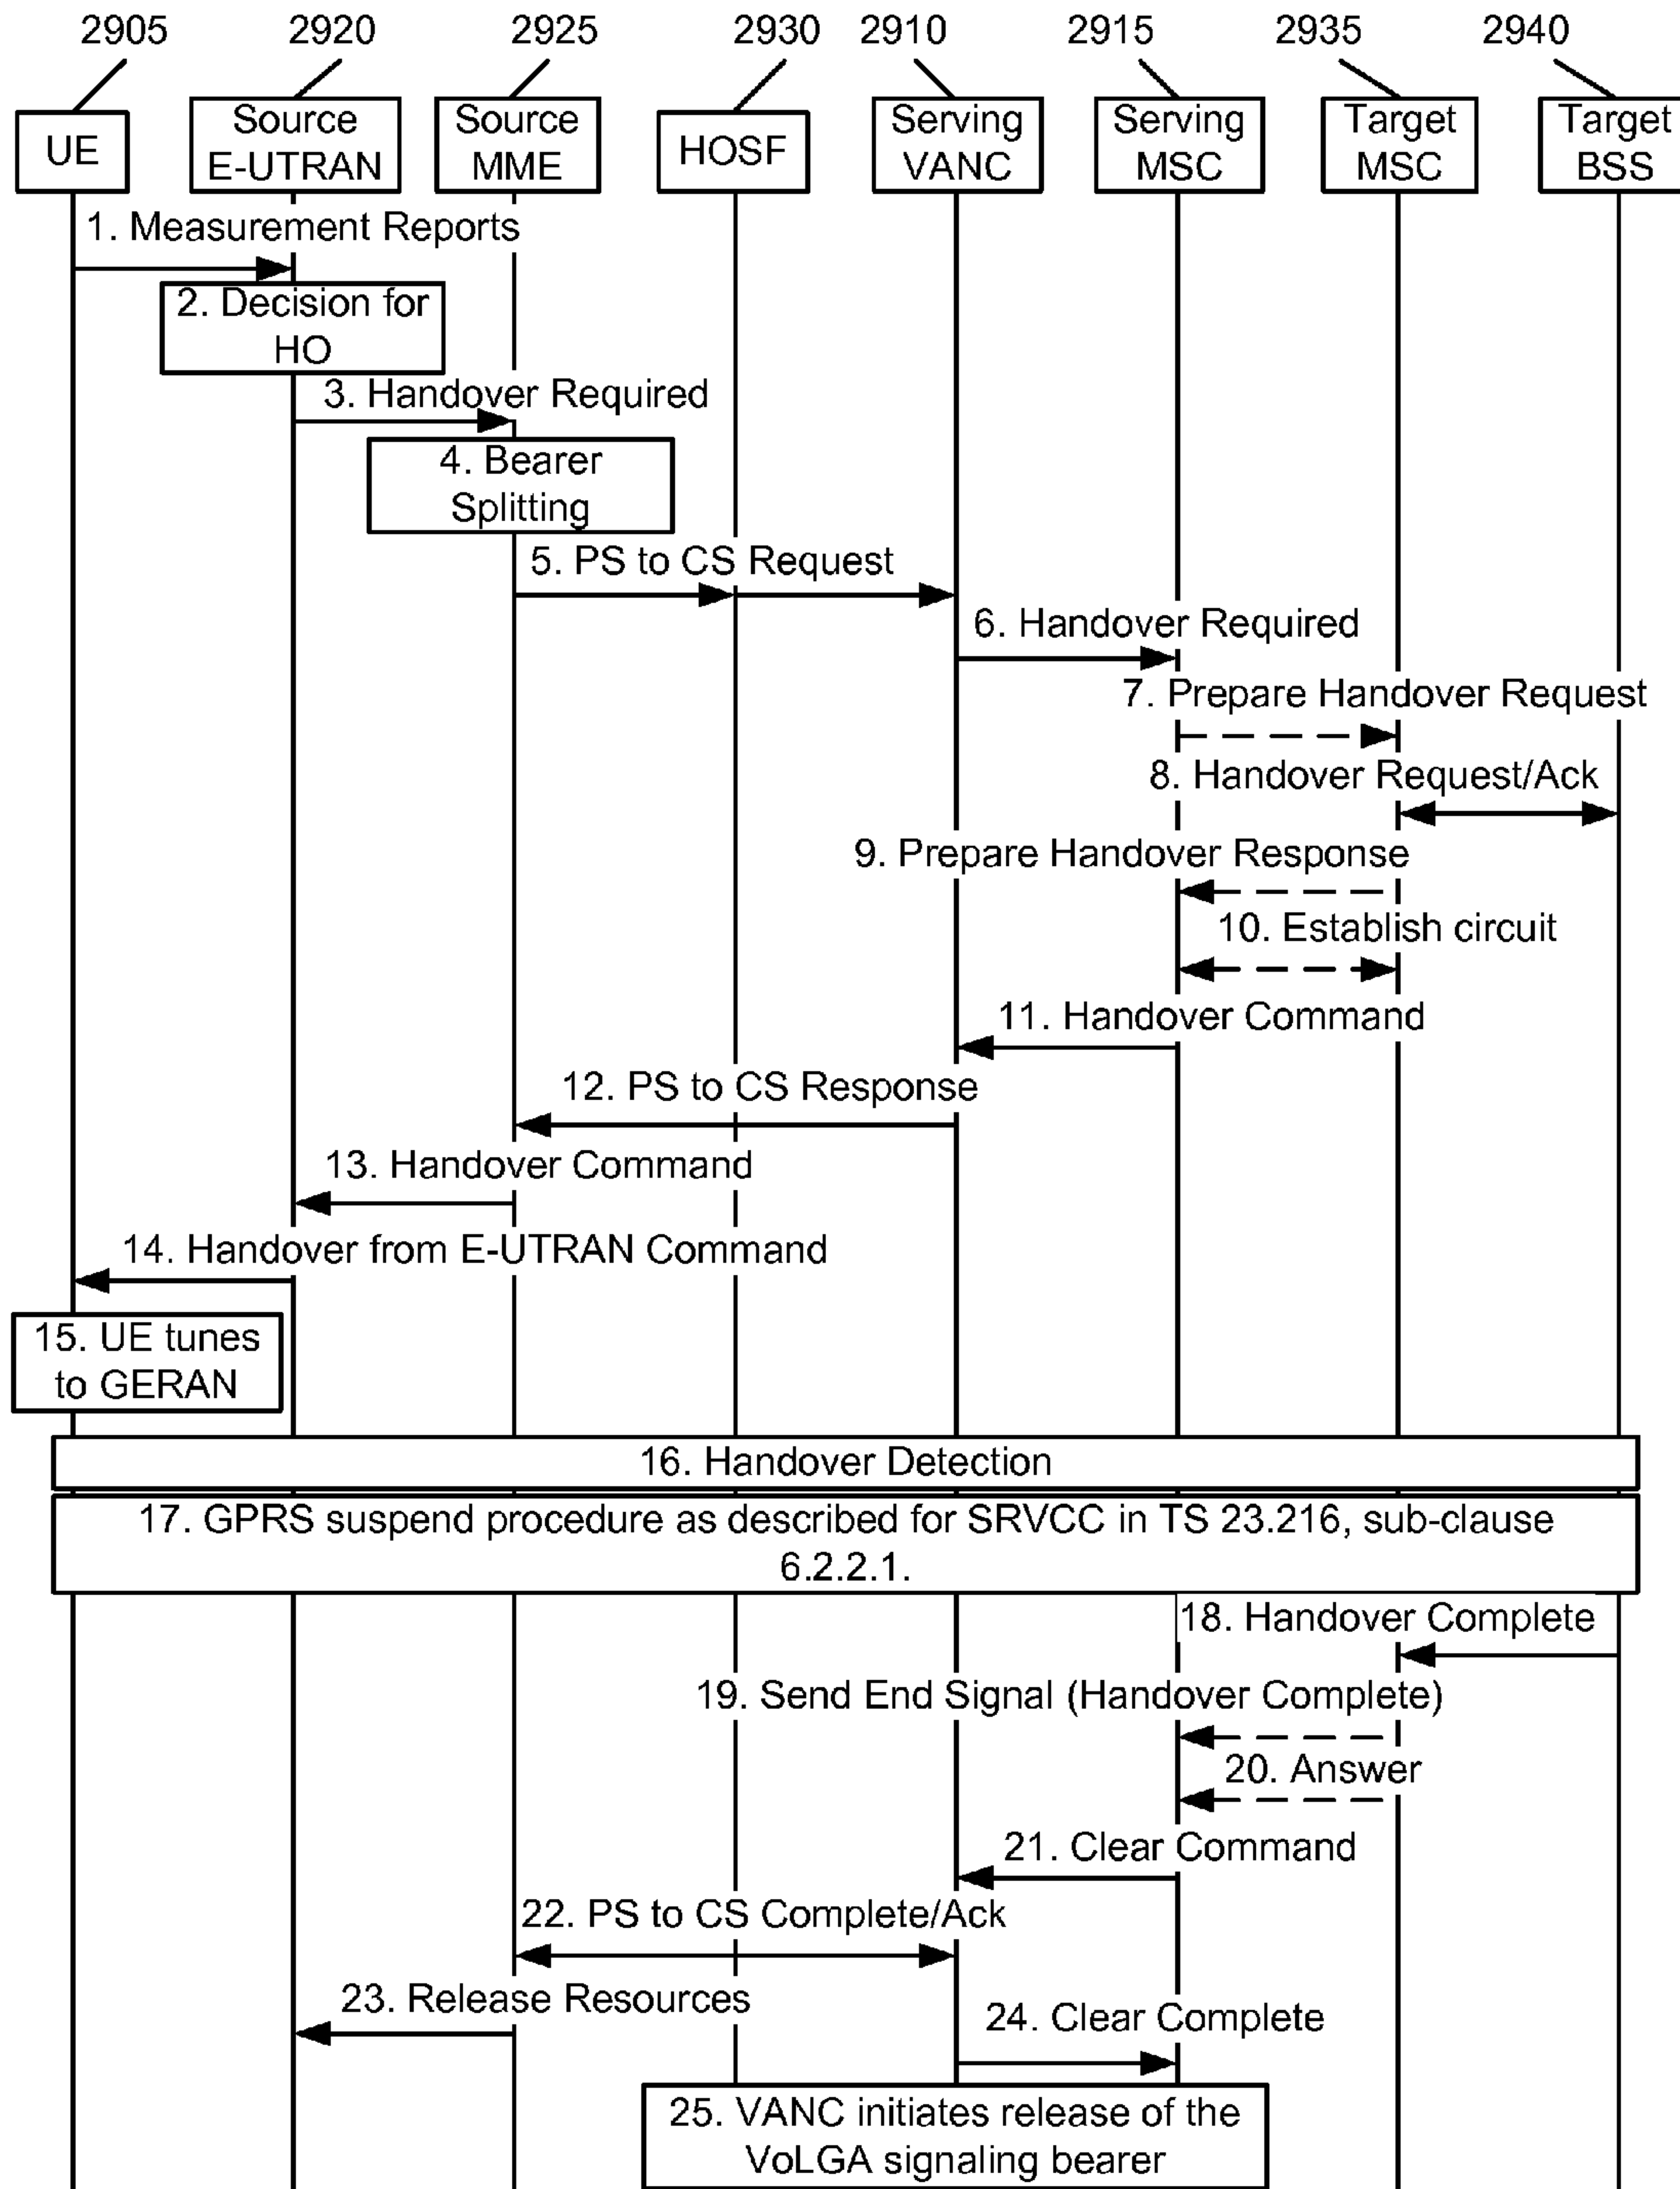 2905 2920 2925 2930 2910 2915 2935 2940
UE
Source
E-UTRAN
Source
MME
HOSF
Serving
VANC
Serving
MSC
Target
MSC
Target
BSS
1. Measurement Reports
2. Decision for
HO
3. Handover Required
4. Bearer
Splitting
5. PS to CS Request
6. Handover Required
7. Prepare Handover Request
8. Handover Request/Ack
9. Prepare Handover Response
10. Establish circuit
11. Handover Command
12. PS to CS Response
13. Handover Command
14. Handover from E-UTRAN Command
15. UE tunes
to GERAN
16. Handover Detection
17. GPRS suspend procedure as described for SRVCC in TS 23.216, sub-clause
6.2.2.1.
18. Handover Complete
19. Send End Signal (Handover Complete)
20. Answer
21. Clear Command
22. PS to CS Complete/Ack
23. Release Resources
24. Clear Complete
25. VANC initiates release of the
VoLGA signaling bearer